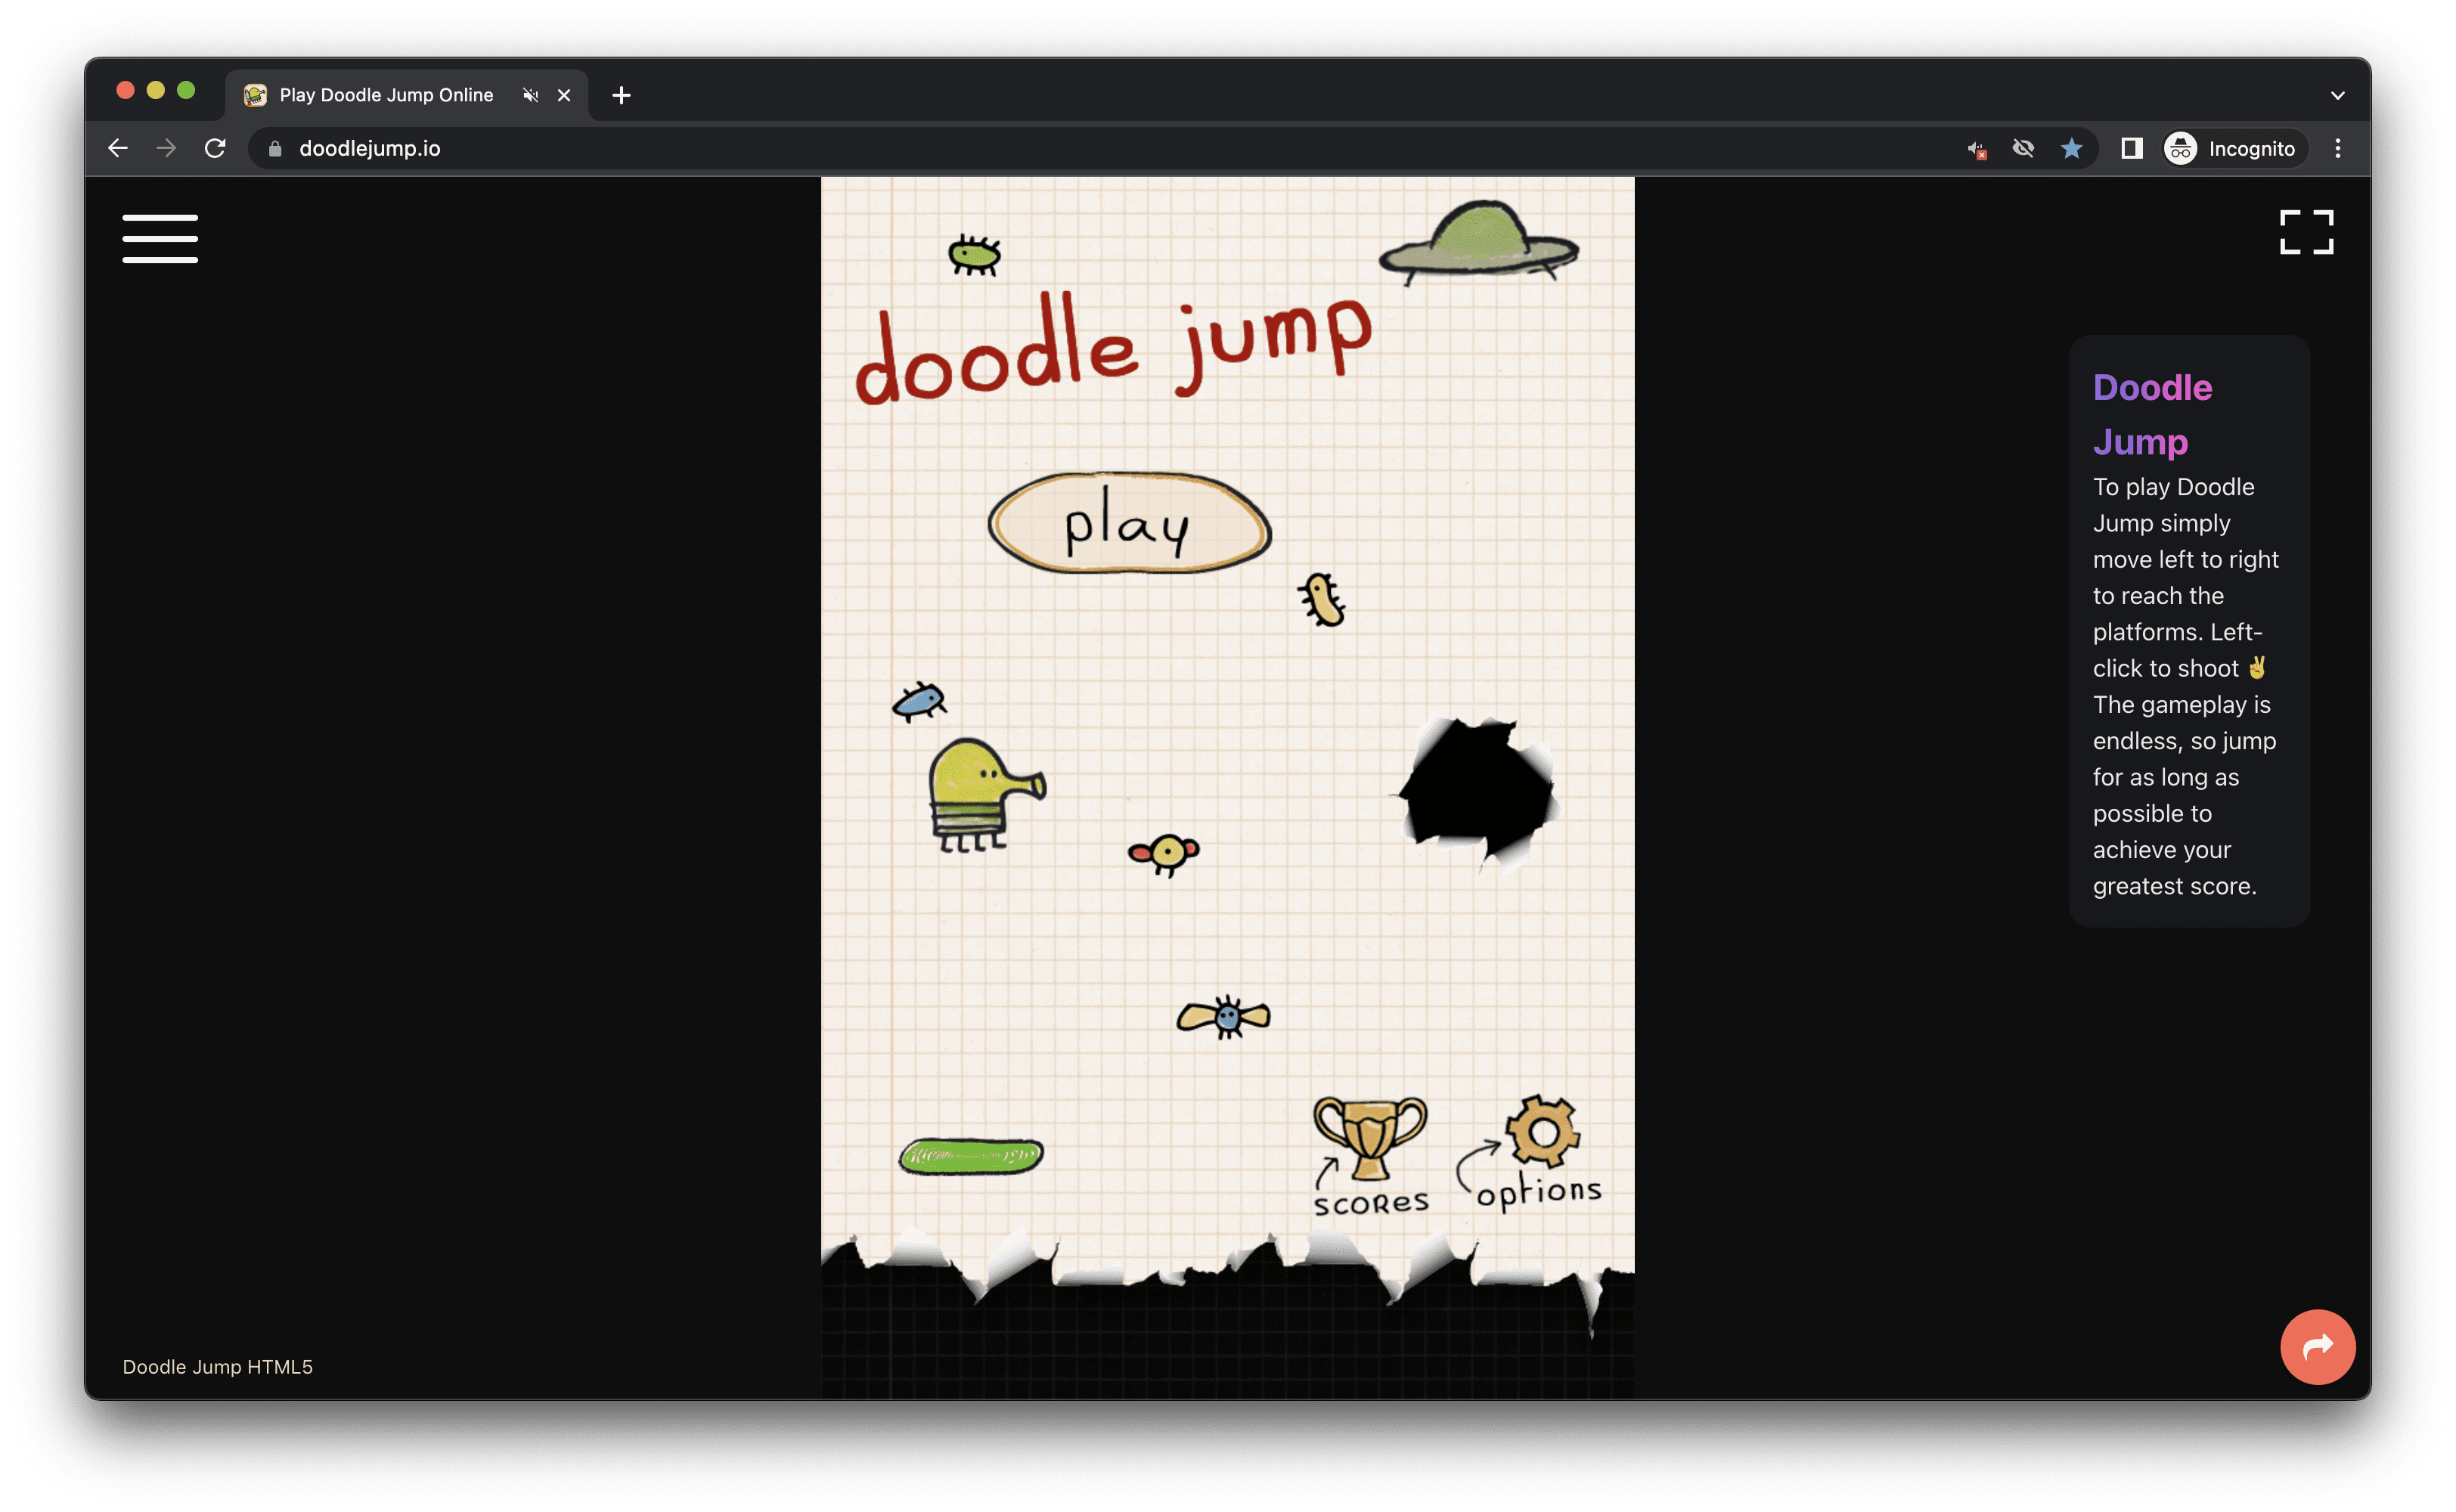 Play Doodle Jump Online
doodlejump.io
Incognito
doodle jump
play
scores
options
Doodle
Jump
To play Doodle
Jump simply
move left to right
to reach the
platforms. Left-
click to shoot ✌️
The gameplay is
endless, so jump
for as long as
possible to
achieve your
greatest score.
Doodle Jump HTML5